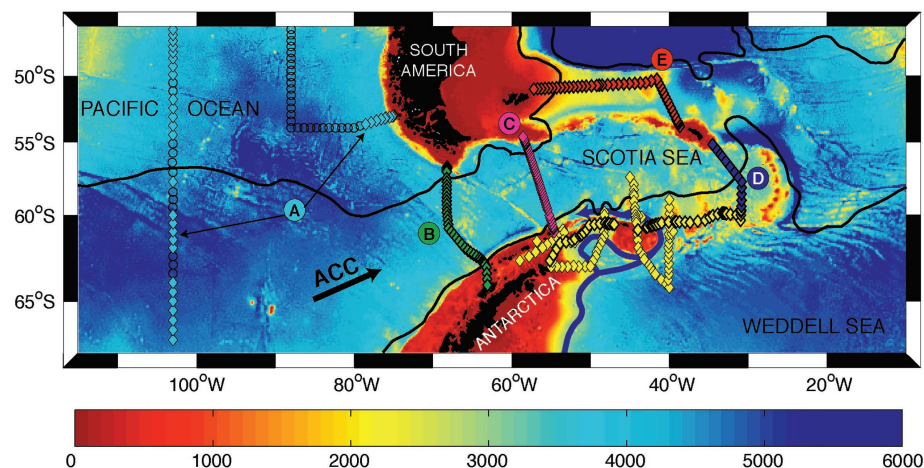 50°S
55°S
60°S
65°S
SOUTH
AMERICA
PACIFIC OCEAN
E
C
SCOTIA SEA
D
A
B
ACC
ANTARCTICA
WEDDELL SEA
100°W 80°W 60°W 40°W 20°W
0 1000 2000 3000 4000 5000 6000